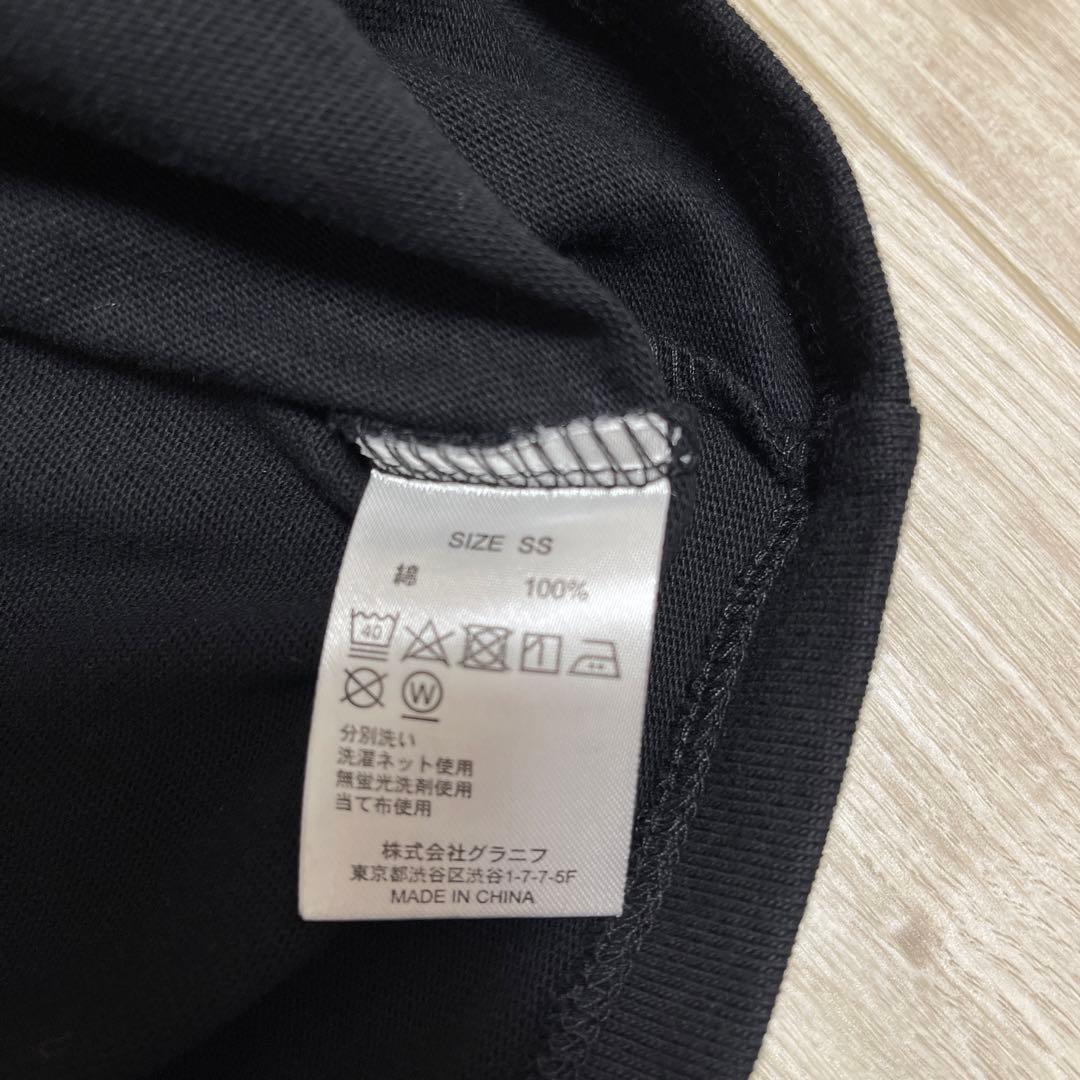 SIZE SS
綿 100%
40
W
分別洗い
洗濯ネット使用
無蛍光洗剤使用
当て布使用
株式会社グラニフ
東京都渋谷区渋谷1-7-7-5F
MADE IN CHINA